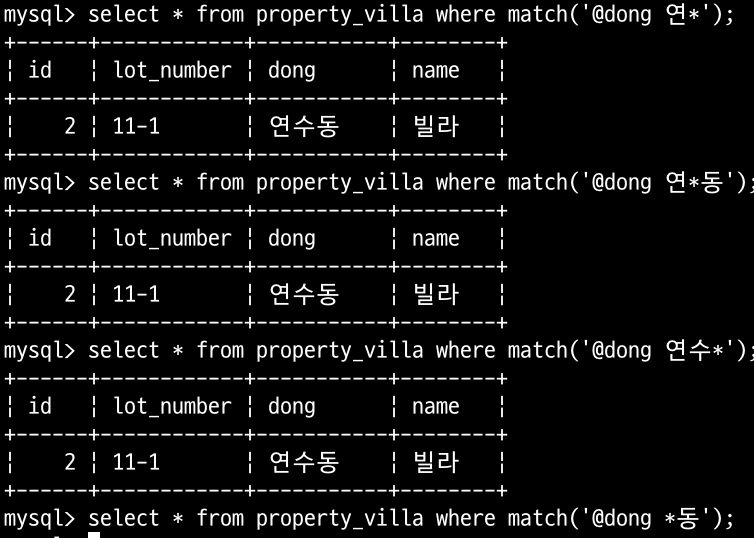 mysql> select * from property_villa where match('@dong 연*');
+------+------------+-----------+--------+
| id   | lot_number | dong      | name   |
+------+------------+-----------+--------+
|    2 | 11-1       | 연수동    | 빌라   |
+------+------------+-----------+--------+
mysql> select * from property_villa where match('@dong 연*동');
+------+------------+-----------+--------+
| id   | lot_number | dong      | name   |
+------+------------+-----------+--------+
|    2 | 11-1       | 연수동    | 빌라   |
+------+------------+-----------+--------+
mysql> select * from property_villa where match('@dong 연수*');
+------+------------+-----------+--------+
| id   | lot_number | dong      | name   |
+------+------------+-----------+--------+
|    2 | 11-1       | 연수동    | 빌라   |
+------+------------+-----------+--------+
mysql> select * from property_villa where match('@dong *동');